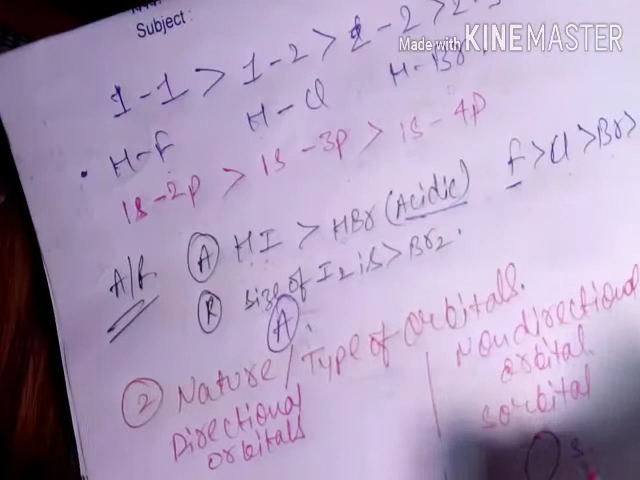 Subject :
Made with KINEMASTER
1-1 > 1-2 > 2-2 > 2-3
H-F H-Cl H-Br
1s-2p > 1s-3p > 1s-4p
A/R (A) HI > HBr (Acidic) F > Cl > Br >
(R) Size of I2 is > Br2.
(A).
(2) Nature / Type of orbitals.
Directional orbitals
Nondirectional
orbital
s orbital
s